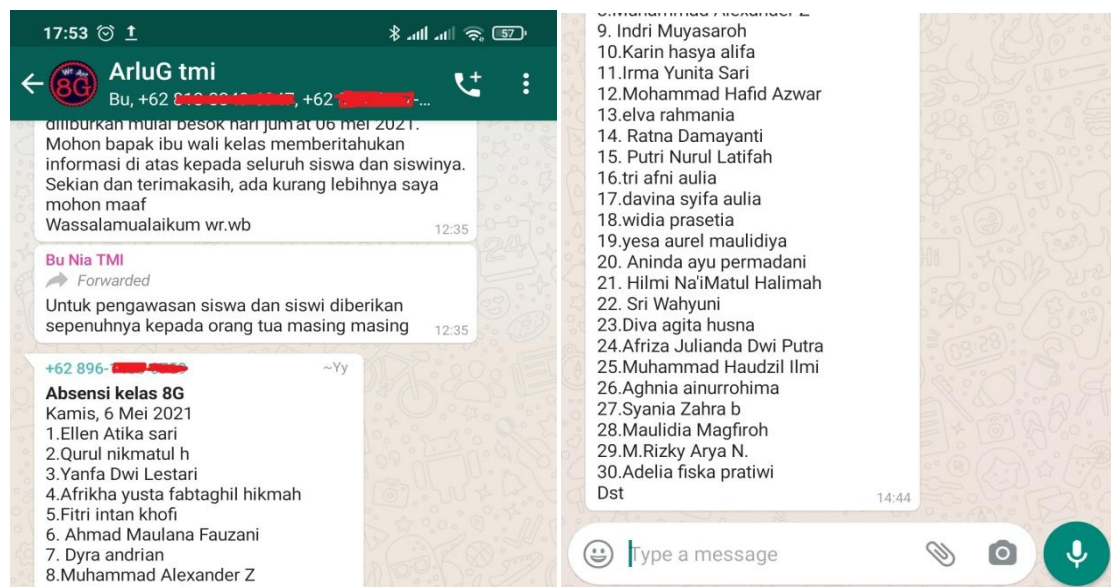 17:53
57
We Are
8G
ArluG tmi
Bu, +62, +62
diliburkan mulai besok hari jum'at 06 mei 2021.
Mohon bapak ibu wali kelas memberitahukan
informasi di atas kepada seluruh siswa dan siswinya.
Sekian dan terimakasih, ada kurang lebihnya saya
mohon maaf
Wassalamualaikum wr.wb
12:35
Bu Nia TMI
Forwarded
Untuk pengawasan siswa dan siswi diberikan
sepenuhnya kepada orang tua masing masing
12:35
+62 896-
~Yy
Absensi kelas 8G
Kamis, 6 Mei 2021
1.Ellen Atika sari
2.Qurul nikmatul h
3.Yanfa Dwi Lestari
4.Afrikha yusta fabtaghil hikmah
5.Fitri intan khofi
6. Ahmad Maulana Fauzani
7. Dyra andrian
8.Muhammad Alexander Z
8.Muhammad Alexander Z
9. Indri Muyasaroh
10.Karin hasya alifa
11.Irma Yunita Sari
12.Mohammad Hafid Azwar
13.elva rahmania
14. Ratna Damayanti
15. Putri Nurul Latifah
16.tri afni aulia
17.davina syifa aulia
18.widia prasetia
19.yesa aurel maulidiya
20. Aninda ayu permadani
21. Hilmi Na'iMatul Halimah
22. Sri Wahyuni
23.Diva agita husna
24.Afriza Julianda Dwi Putra
25.Muhammad Haudzil Ilmi
26.Aghnia ainurrohima
27.Syania Zahra b
28.Maulidia Magfiroh
29.M.Rizky Arya N.
30.Adelia fiska pratiwi
Dst
14:44
Type a message